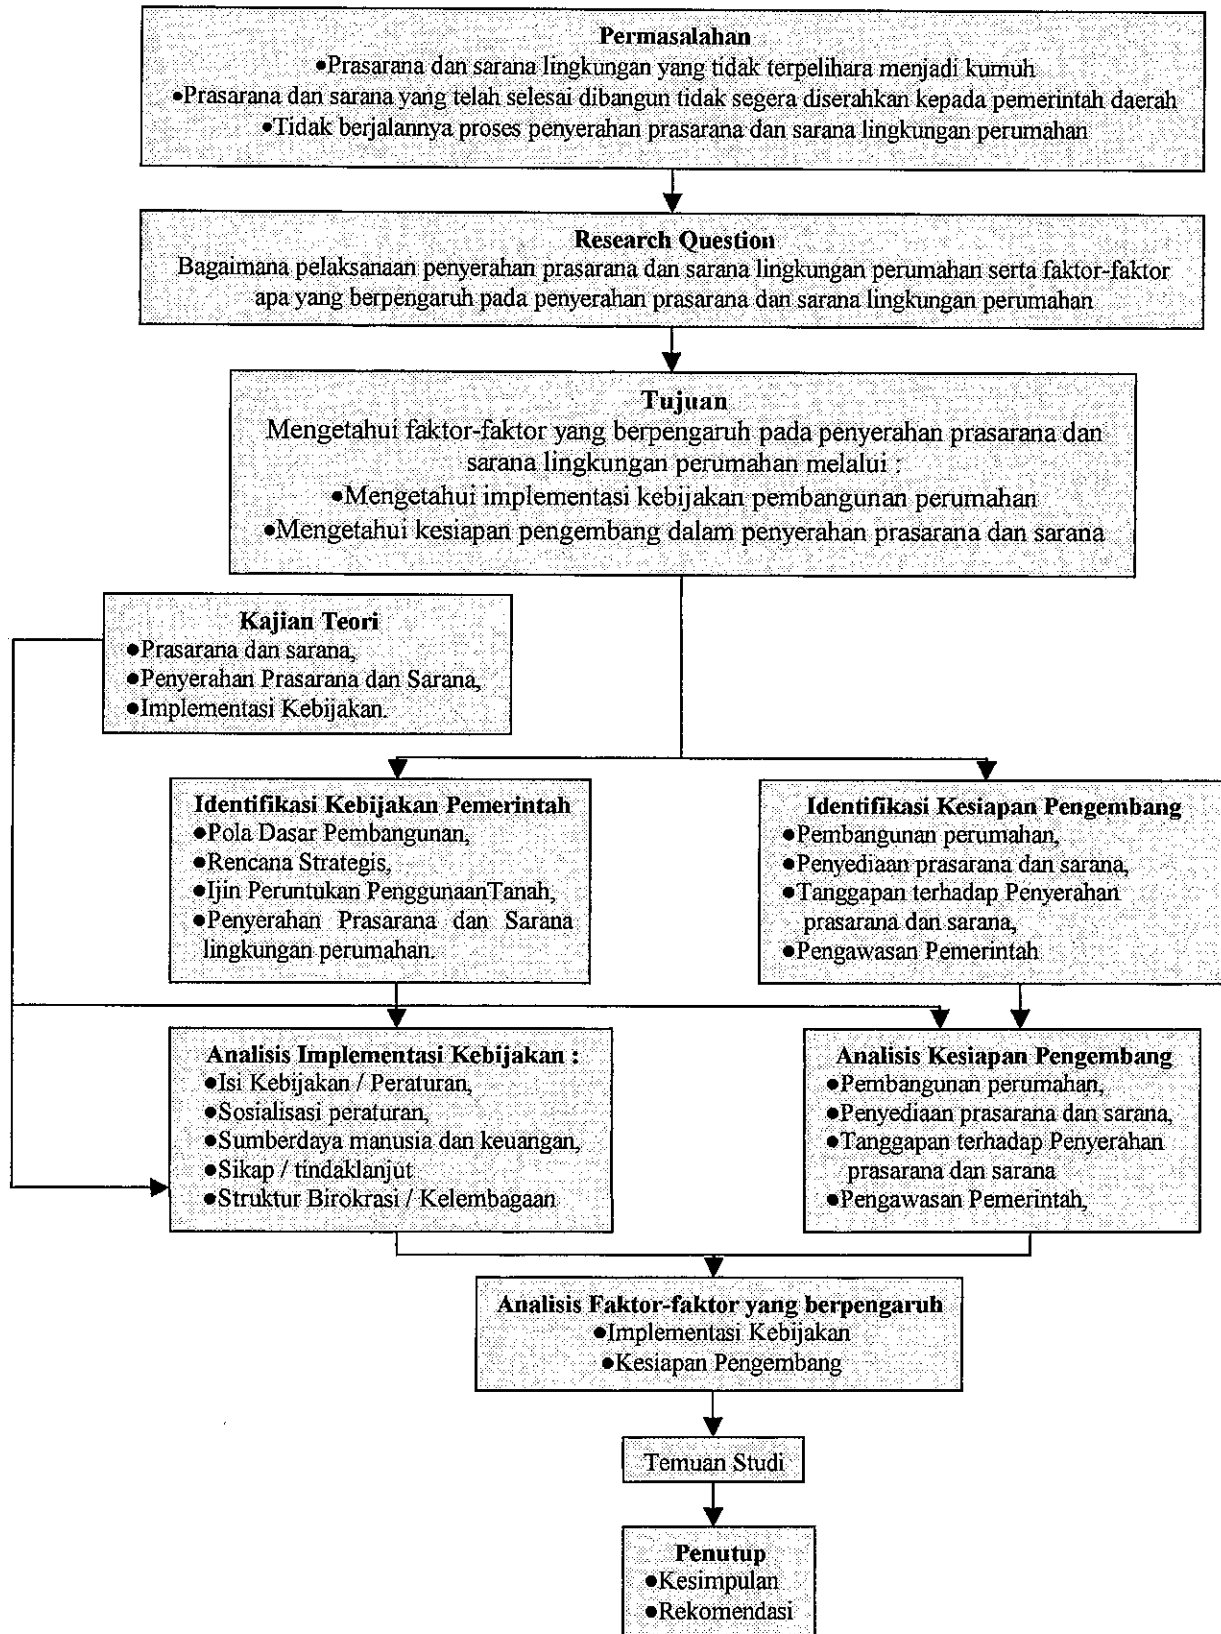 Permasalahan
•Prasarana dan sarana lingkungan yang tidak terpelihara menjadi kumuh
•Prasarana dan sarana yang telah selesai dibangun tidak segera diserahkan kepada pemerintah daerah
•Tidak berjalannya proses penyerahan prasarana dan sarana lingkungan perumahan
Research Question
Bagaimana pelaksanaan penyerahan prasarana dan sarana lingkungan perumahan serta faktor-faktor
apa yang berpengaruh pada penyerahan prasarana dan sarana lingkungan perumahan
Tujuan
Mengetahui faktor-faktor yang berpengaruh pada penyerahan prasarana dan
sarana lingkungan perumahan melalui :
•Mengetahui implementasi kebijakan pembangunan perumahan
•Mengetahui kesiapan pengembang dalam penyerahan prasarana dan sarana
Kajian Teori
•Prasarana dan sarana,
•Penyerahan Prasarana dan Sarana,
•Implementasi Kebijakan.
Identifikasi Kebijakan Pemerintah
•Pola Dasar Pembangunan,
•Rencana Strategis,
•Ijin Peruntukan PenggunaanTanah,
•Penyerahan Prasarana dan Sarana
lingkungan perumahan.
Identifikasi Kesiapan Pengembang
•Pembangunan perumahan,
•Penyediaan prasarana dan sarana,
•Tanggapan terhadap Penyerahan
prasarana dan sarana,
•Pengawasan Pemerintah
Analisis Implementasi Kebijakan :
•Isi Kebijakan / Peraturan,
•Sosialisasi peraturan,
•Sumberdaya manusia dan keuangan,
•Sikap / tindaklanjut
•Struktur Birokrasi / Kelembagaan
Analisis Kesiapan Pengembang
•Pembangunan perumahan,
•Penyediaan prasarana dan sarana,
•Tanggapan terhadap Penyerahan
prasarana dan sarana
•Pengawasan Pemerintah,
Analisis Faktor-faktor yang berpengaruh
•Implementasi Kebijakan
•Kesiapan Pengembang
Temuan Studi
Penutup
•Kesimpulan
•Rekomendasi